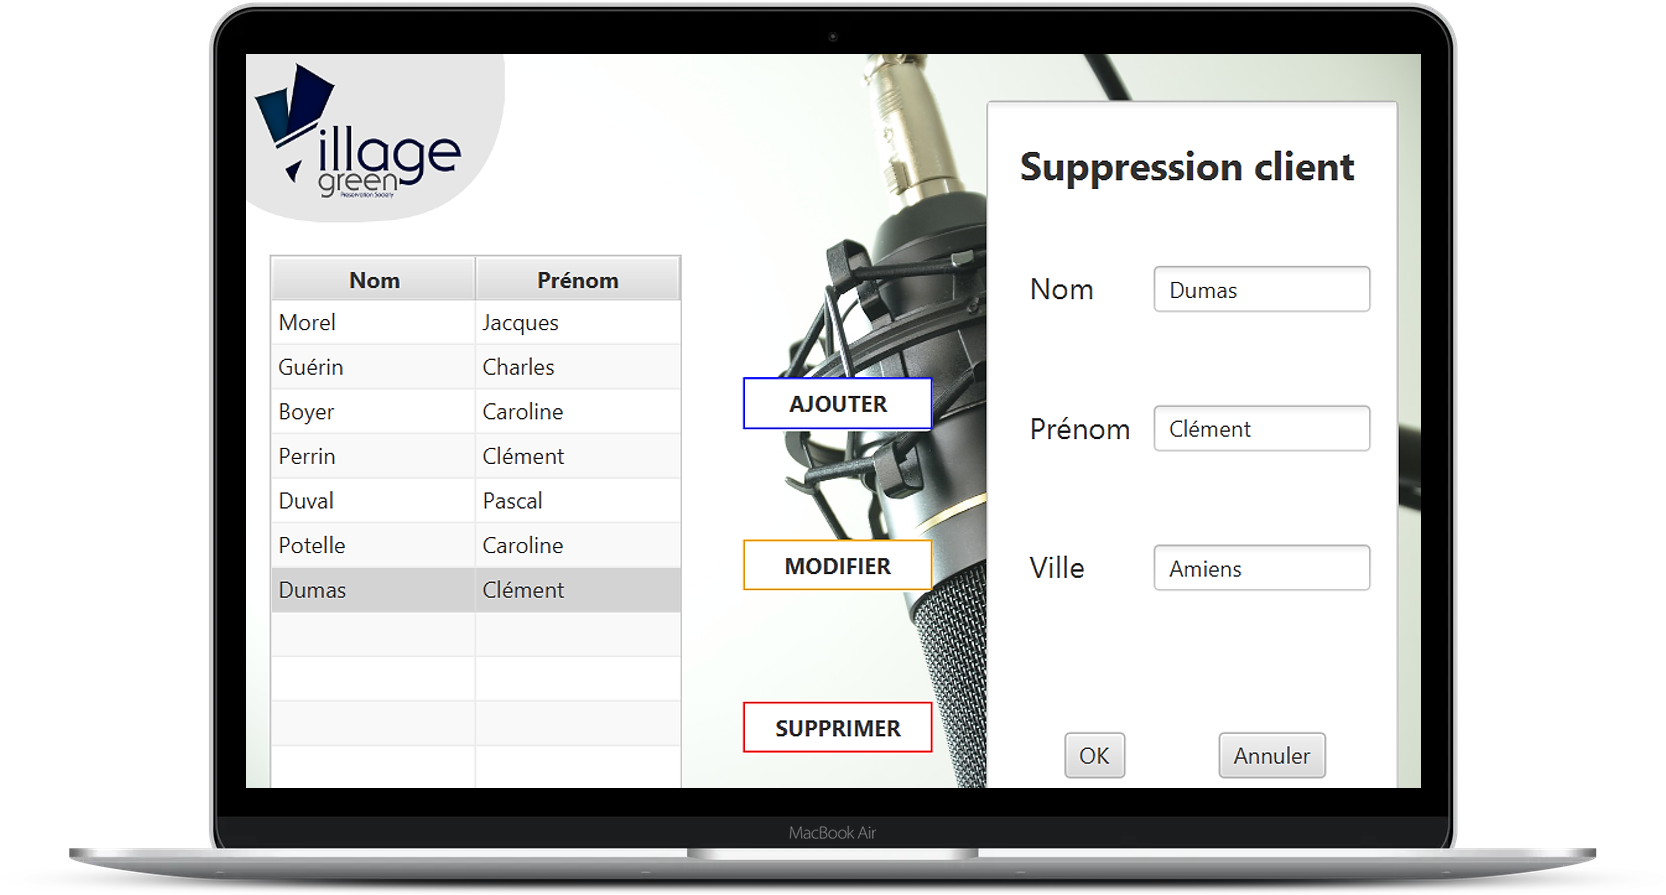 Village
green
Preservation Society
Nom Prénom
Morel Jacques
Guérin Charles
Boyer Caroline
Perrin Clément
Duval Pascal
Potelle Caroline
Dumas Clément
AJOUTER
MODIFIER
SUPPRIMER
Suppression client
Nom Dumas
Prénom Clément
Ville Amiens
OK Annuler
MacBook Air